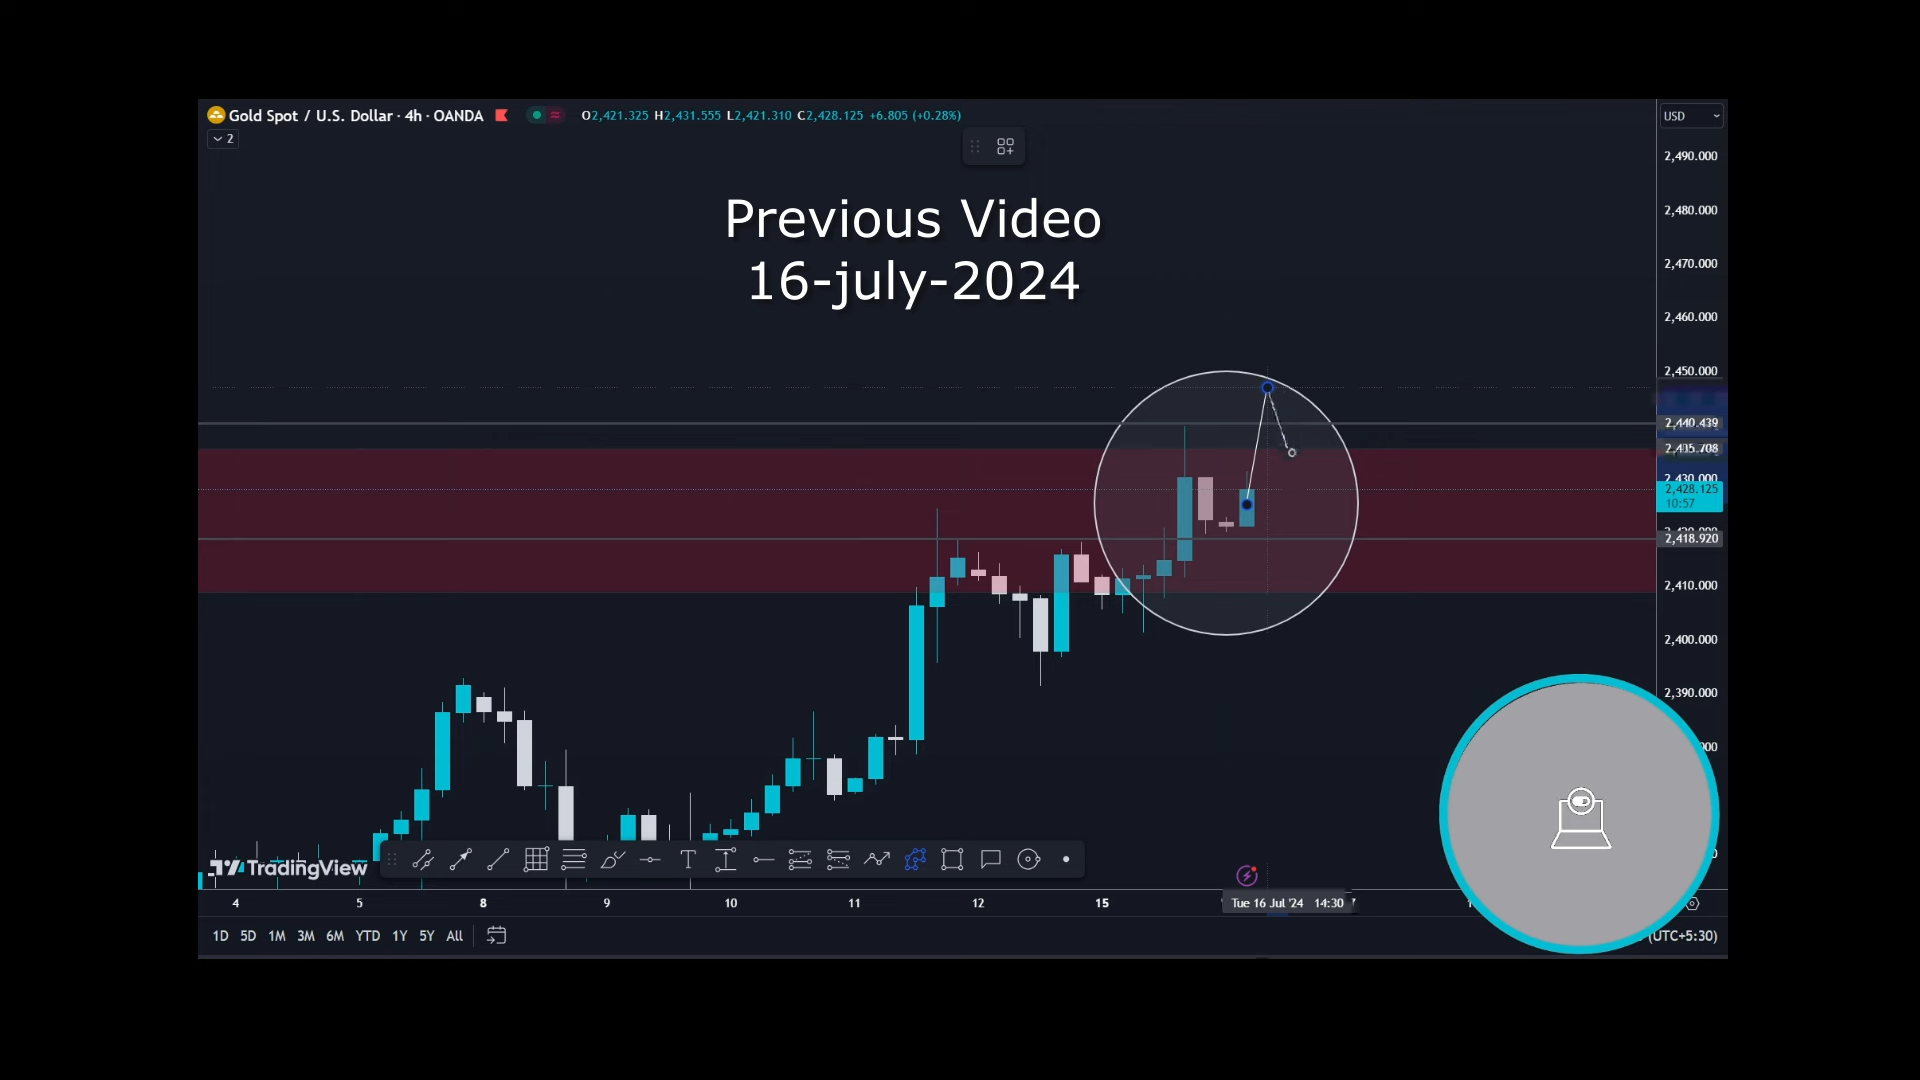 Gold Spot / U.S. Dollar · 4h · OANDA
O2,421.325 H2,431.555 L2,421.310 C2,428.125 +6.805 (+0.28%)
USD
2
Previous Video
16-july-2024
2,490.000
2,480.000
2,470.000
2,460.000
2,450.000
2,440.439
2,430.000
2,428.125
10:57
2,418.920
2,410.000
2,400.000
2,390.000
TradingView
T
4 5 8 9 10 11 12 15
Tue 16 Jul '24 14:30
1D 5D 1M 3M 6M YTD 1Y 5Y All
(UTC+5:30)